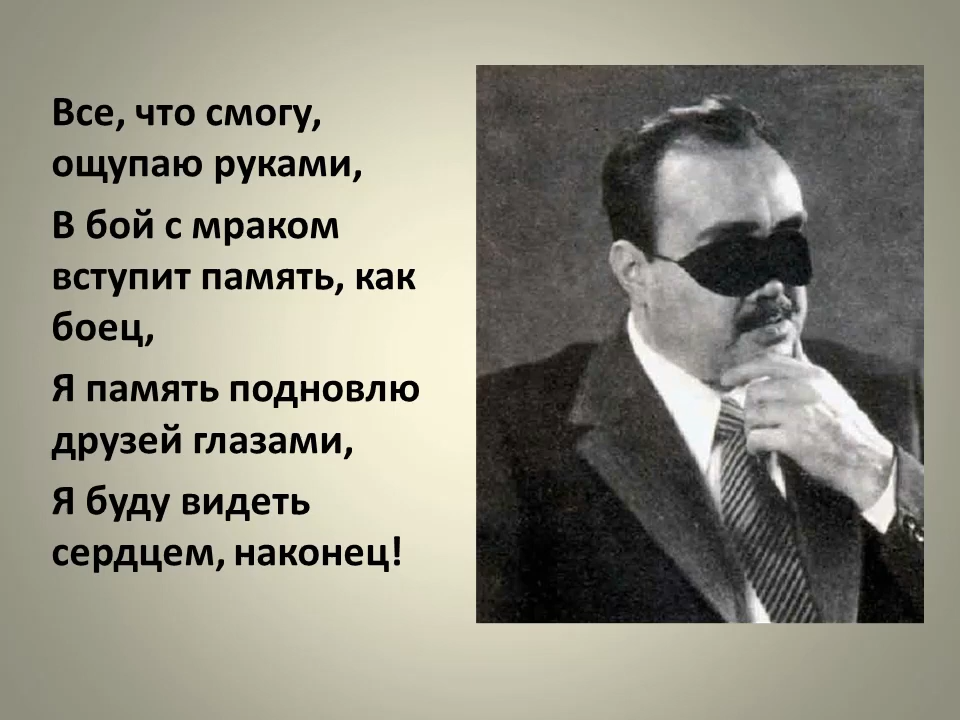 Все, что смогу,
ощупаю руками,
В бой с мраком
вступит память, как
боец,
Я память подновлю
друзей глазами,
Я буду видеть
сердцем, наконец!